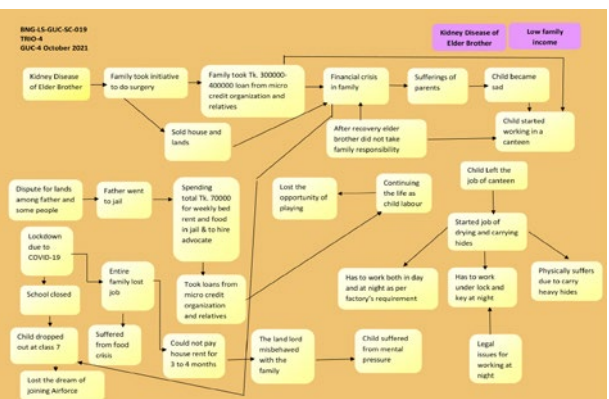 BNG-LS-GUC-SC-019
TRIO-4
GUC-4 October 2021
Kidney Disease of
Elder Brother
Low family
income
Kidney Disease
of Elder Brother
Family took initiative
to do surgery
Family took Tk. 300000-
400000 loan from micro
credit organization and
relatives
Financial crisis
in family
Sufferings of
parents
Child became
sad
Sold house and
lands
After recovery elder
brother did not take
family responsibility
Child started
working in a
canteen
Dispute for lands
among father and
some people
Father went
to jail
Spending
total Tk. 70000
for weekly bed
rent and food
in jail & to hire
advocate
Lost the
opportunity of
playing
Continuing
the life as
child labour
Child Left the
job of canteen
Started job of
drying and carrying
hides
Lockdown
due to
COVID-19
Entire
family lost
job
Took loans from
micro credit
organization
and relatives
Has to work both in day
and at night as per
factory's requirement
Has to work
under lock and
key at night
Physically suffers
due to carry
heavy hides
School closed
Child dropped
out at class 7
Suffered
from food
crisis
Could not pay
house rent for
3 to 4 months
The land lord
misbehaved with
the family
Child suffered
from mental
pressure
Legal
issues for
working at
night
Lost the dream of
joining Airforce